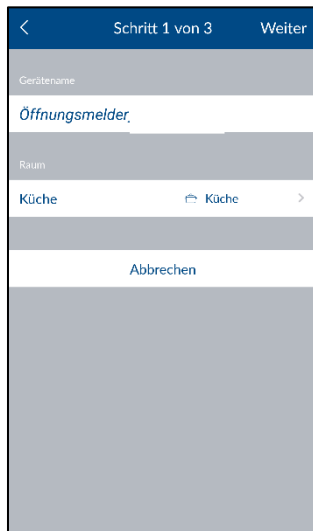 Schritt 1 von 3 Weiter
Gerätename
Öffnungsmelder
Raum
Küche Küche
Abbrechen